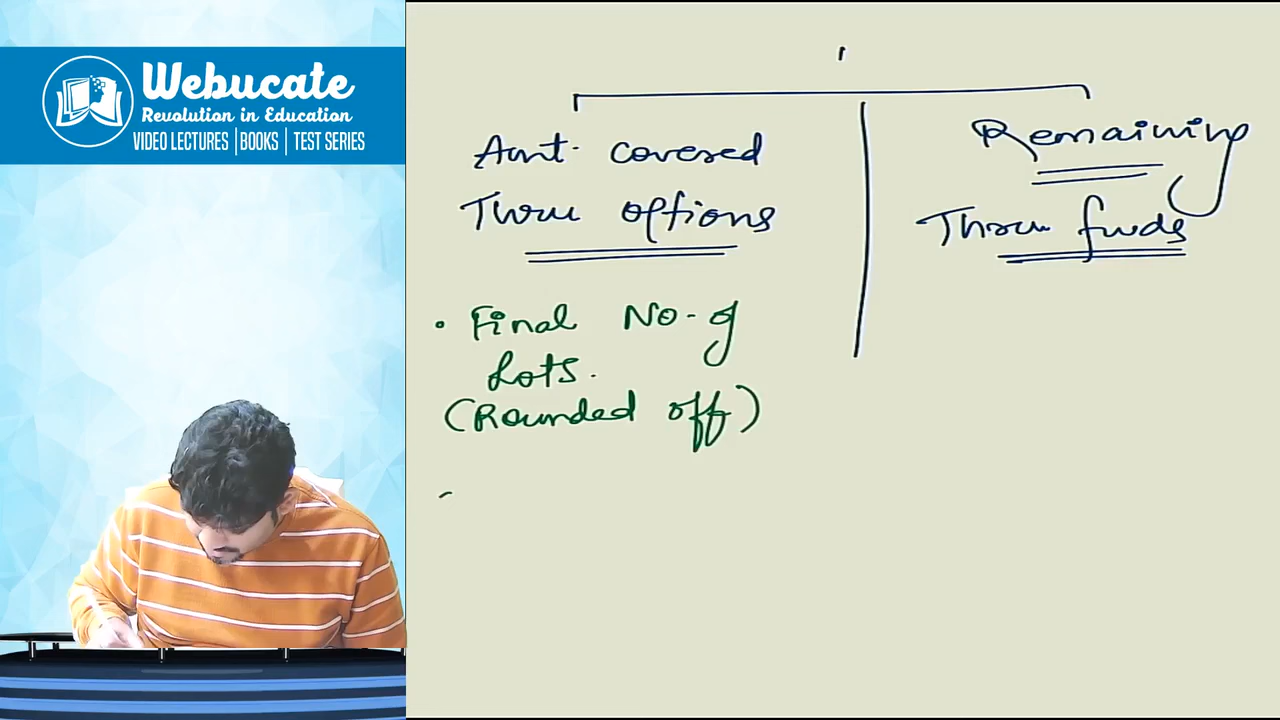 Webucate
Revolution in Education
VIDEO LECTURES | BOOKS | TEST SERIES
Amt. covered
Thru options
Remaining
Thru fwds
• Final No. of
Lots.
(Rounded off)